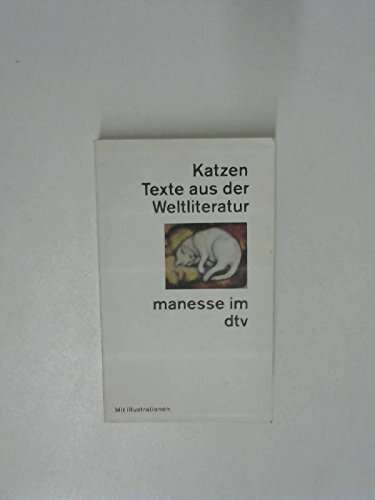 Katzen
Texte aus der
Weltliteratur
manesse im
dtv
Mit Illustrationen